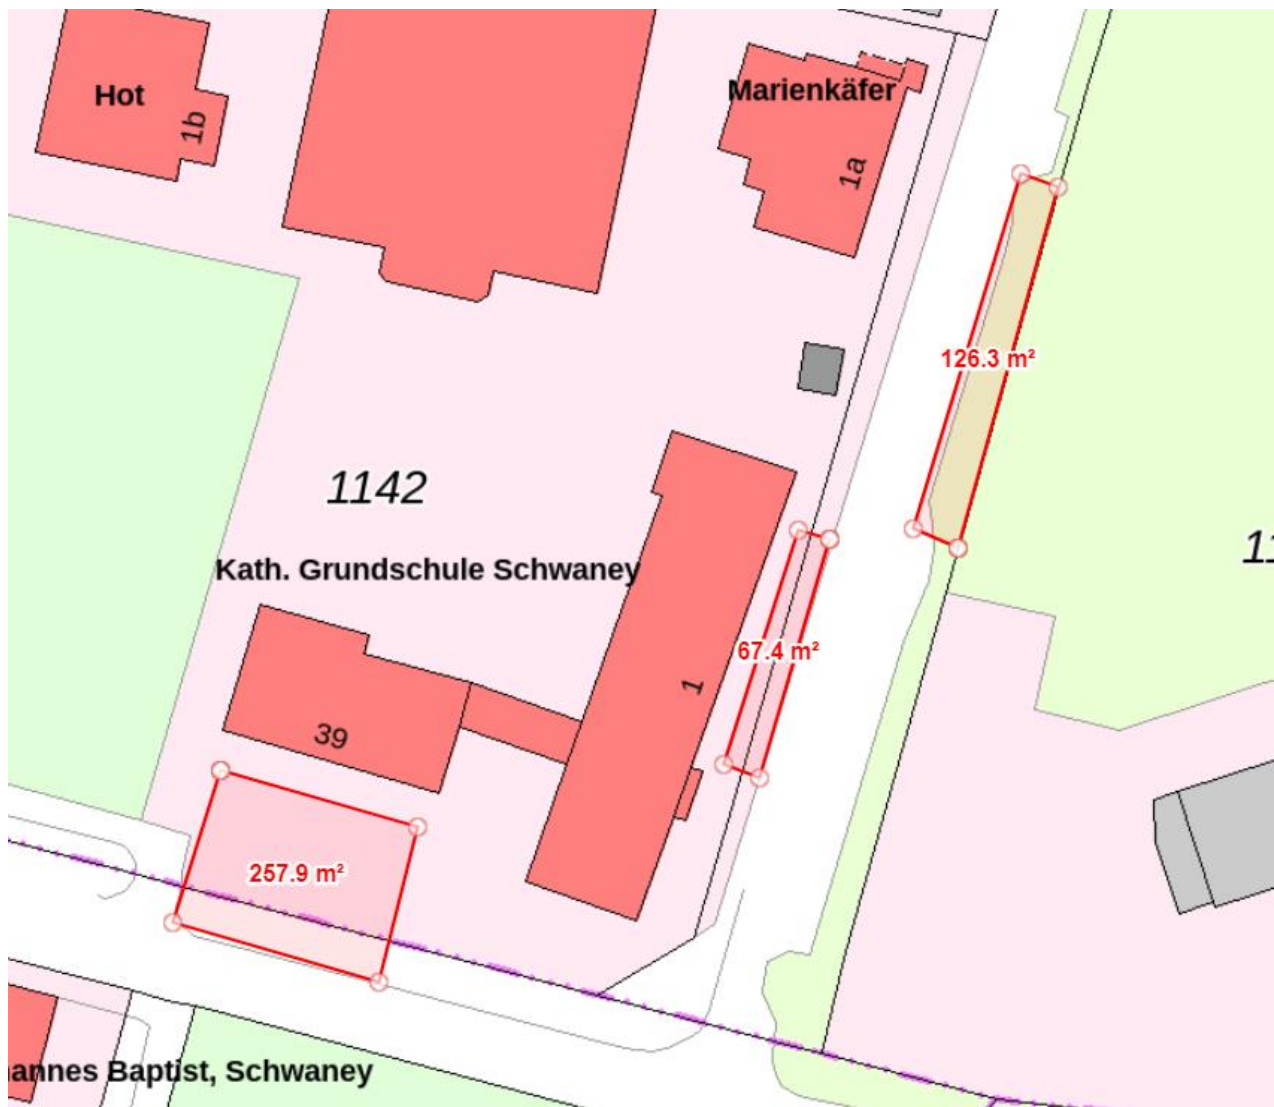 Hot
1b
Marienkäfer
1a
126.3 m²
1142
Kath. Grundschule Schwaney
67.4 m²
1
39
257.9 m²
annes Baptist, Schwaney